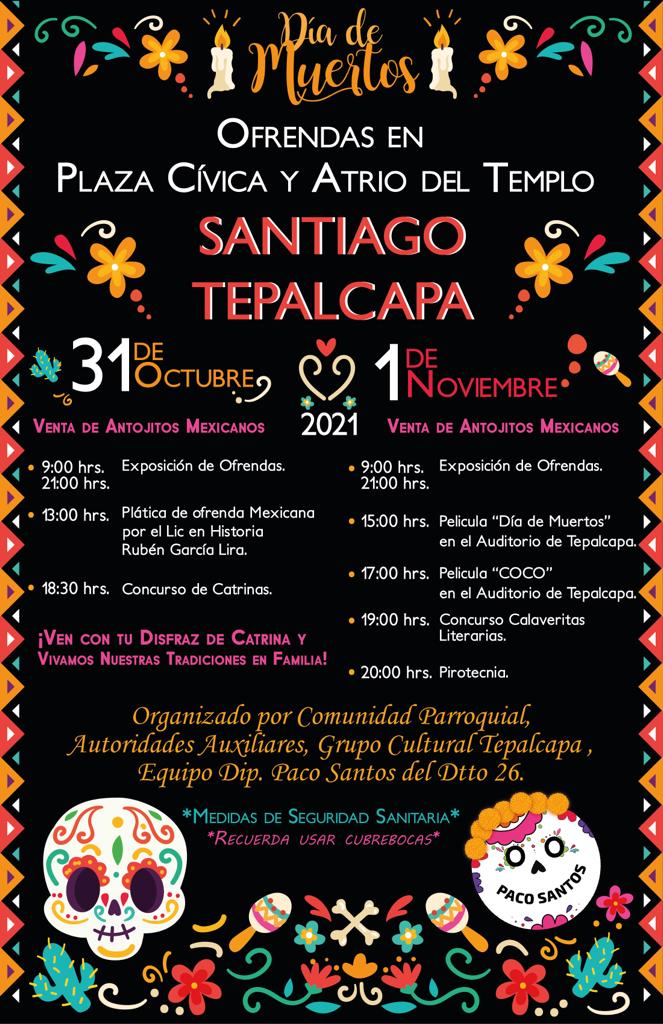 Día de
Muertos
Ofrendas en
Plaza Cívica y Atrio del Templo
SANTIAGO
TEPALCAPA
31 DE OCTUBRE
1 DE NOVIEMBRE
2021
Venta de Antojitos Mexicanos
9:00 hrs. Exposición de Ofrendas.
21:00 hrs.
13:00 hrs. Plática de ofrenda Mexicana
por el Lic en Historia
Rubén García Lira.
18:30 hrs. Concurso de Catrinas.
¡Ven con tu Disfraz de Catrina y
Vivamos Nuestras Tradiciones en Familia!
Venta de Antojitos Mexicanos
9:00 hrs. Exposición de Ofrendas.
21:00 hrs.
15:00 hrs. Pelicula “Día de Muertos”
en el Auditorio de Tepalcapa.
17:00 hrs. Pelicula “COCO”
en el Auditorio de Tepalcapa.
19:00 hrs. Concurso Calaveritas
Literarias.
20:00 hrs. Pirotecnia.
Organizado por Comunidad Parroquial,
Autoridades Auxiliares, Grupo Cultural Tepalcapa ,
Equipo Dip. Paco Santos del Dtto 26.
*Medidas de Seguridad Sanitaria*
*Recuerda usar cubrebocas*
PACO SANTOS